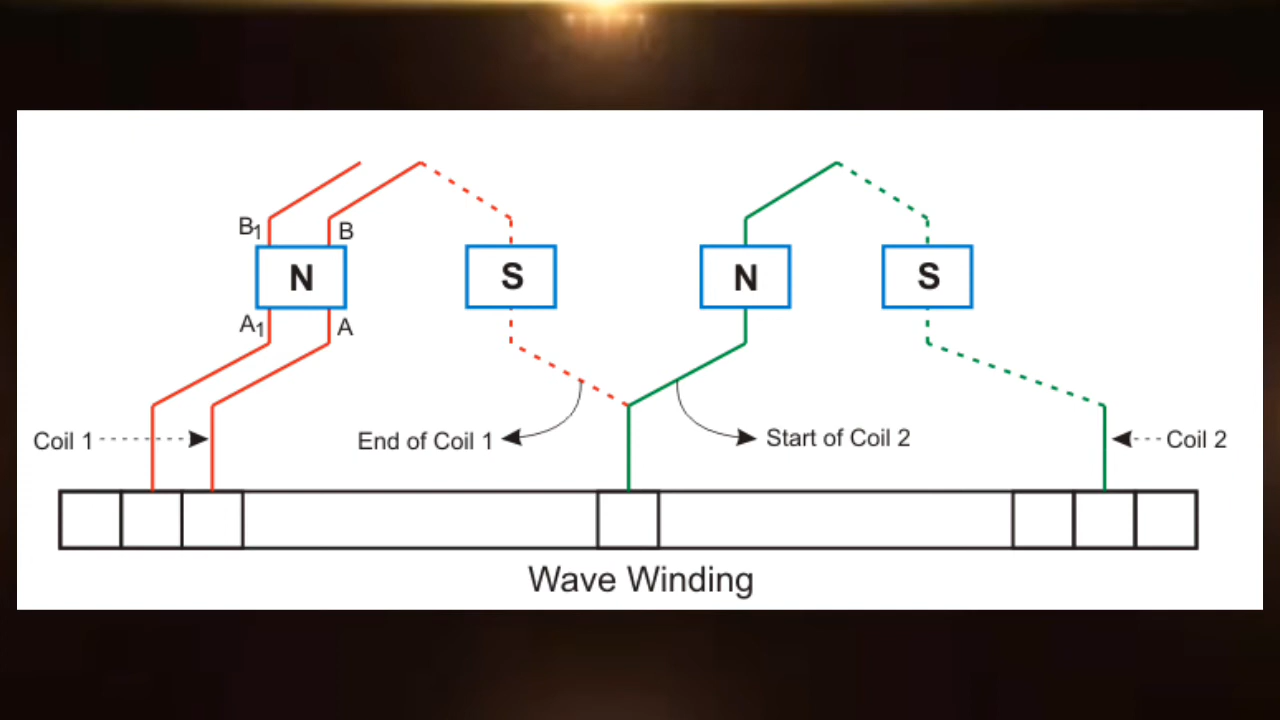 B1 B
N S N S
A1 A
Coil 1 End of Coil 1 Start of Coil 2 Coil 2
Wave Winding